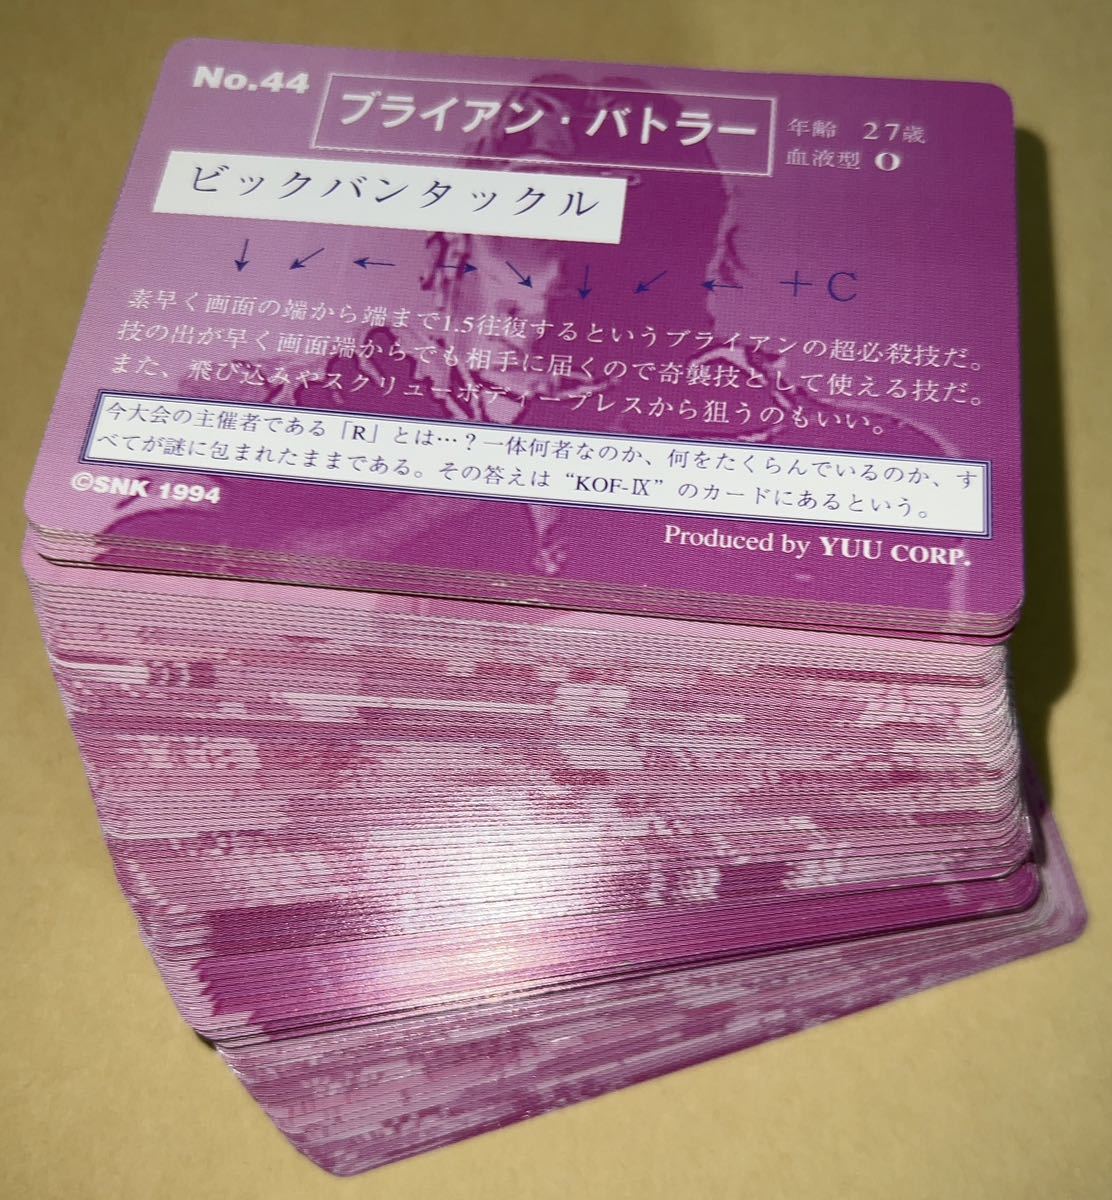 No.44
ブライアン・バトラー
年齢 27歳
血液型 O
ビックバンタックル
↓ ↙ ← → ↘ ↓ ↙ ← +C
素早く画面の端から端まで1.5往復するというブライアンの超必殺技だ。
技の出が早く画面端からでも相手に届くので奇襲技として使える技だ。
また、飛び込みやスクリューボディープレスから狙うのもいい。
今大会の主催者である「R」とは…?一体何者なのか、何をたくらんでいるのか、す
べてが謎に包まれたままである。その答えは“KOF-Ⅸ”のカードにあるという。
©SNK 1994
Produced by YUU CORP.